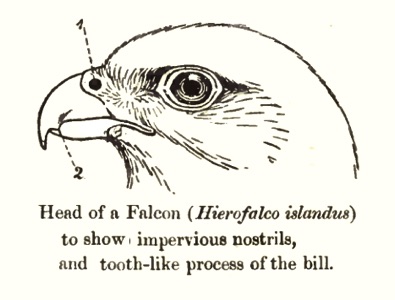 1
2
Head of a Falcon (Hierofalco islandus)
to show impervious nostrils,
and tooth-like process of the bill.